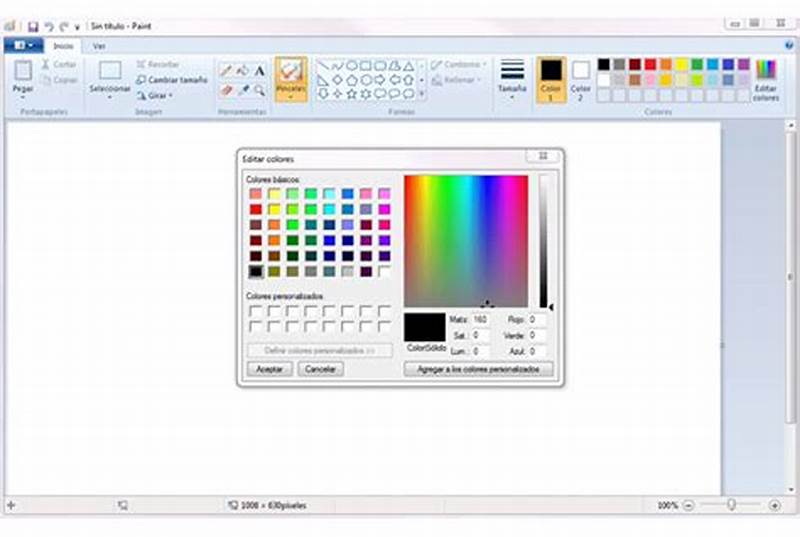 Sin título - Paint
Inicio Ver
Pegar
Cortar
Copiar
Portapapeles
Seleccionar
Recortar
Cambiar tamaño
Girar
Imagen
A
Herramientas
Pinceles
Contorno
Rellenar
Formas
Tamaño
Color 1
Color 2
Editar colores
Colores
Editar colores
Colores básicos:
Colores personalizados:
Definir colores personalizados >>
Aceptar Cancelar
Color|Sólido
Matiz: 160 Rojo: 0
Sat.: 0 Verde: 0
Lum.: 0 Azul: 0
Agregar a los colores personalizados
100%